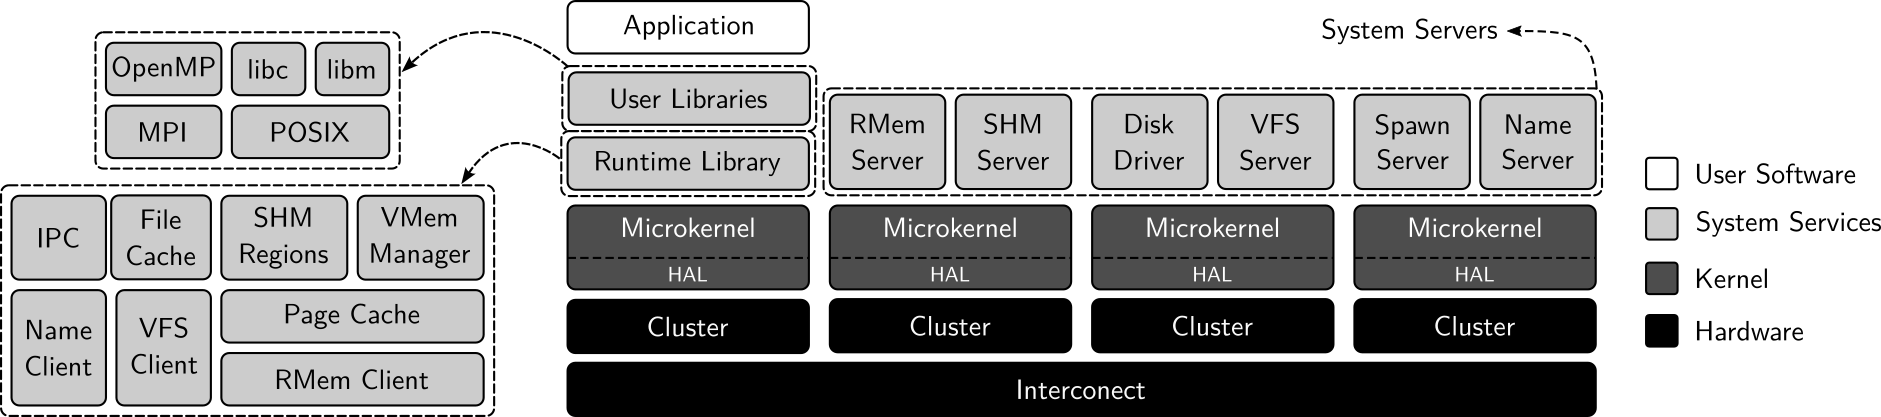 Application
System Servers
OpenMP
libc
libm
MPI
POSIX
User Libraries
Runtime Library
RMem
Server
SHM
Server
Disk
Driver
VFS
Server
Spawn
Server
Name
Server
IPC
File
Cache
SHM
Regions
VMem
Manager
Name
Client
VFS
Client
Page Cache
RMem Client
Microkernel
HAL
Microkernel
HAL
Microkernel
HAL
Microkernel
HAL
Cluster
Cluster
Cluster
Cluster
Interconect
User Software
System Services
Kernel
Hardware